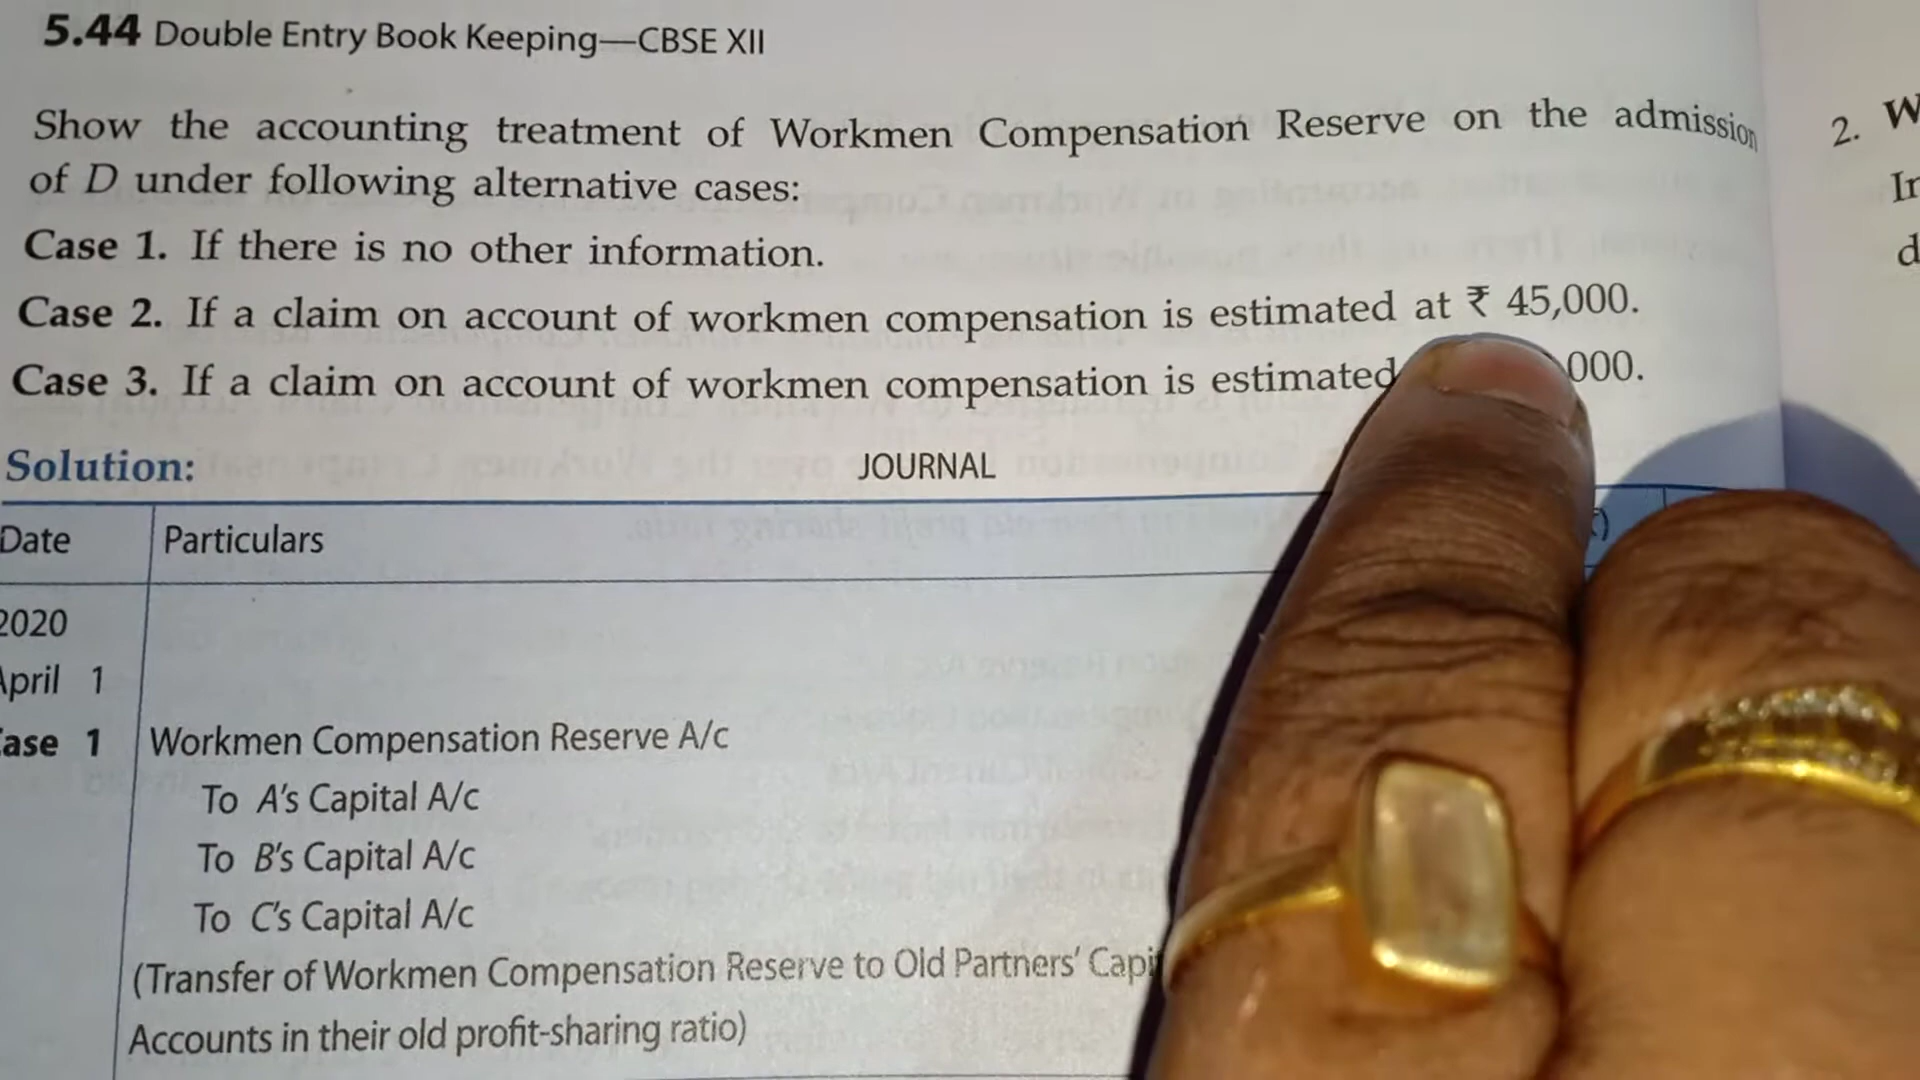 5.44 Double Entry Book Keeping—CBSE XII
Show the accounting treatment of Workmen Compensation Reserve on the admission
of D under following alternative cases:
Case 1. If there is no other information.
Case 2. If a claim on account of workmen compensation is estimated at ₹ 45,000.
Case 3. If a claim on account of workmen compensation is estimated 000.
Solution:
JOURNAL
Date Particulars
2020
April 1
Case 1 Workmen Compensation Reserve A/c
To A's Capital A/c
To B's Capital A/c
To C's Capital A/c
(Transfer of Workmen Compensation Reserve to Old Partners' Capi
Accounts in their old profit-sharing ratio)
2.